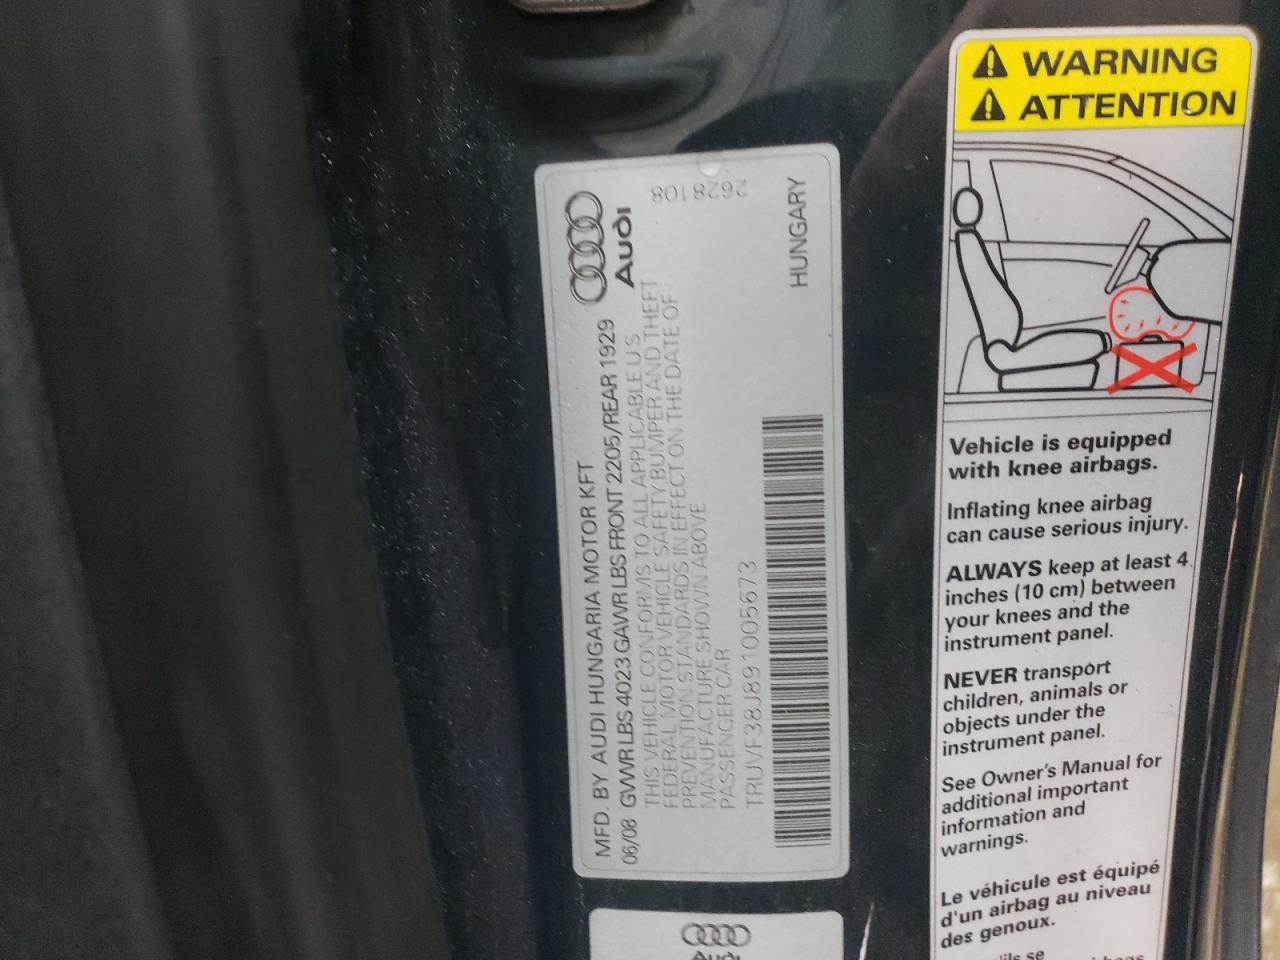 Audi
2628108
HUNGARY
MFD. BY AUDI HUNGARIA MOTOR KFT
06/08 GVWR LBS 4023 GAWR LBS FRONT 2205/REAR 1929
THIS VEHICLE CONFORMS TO ALL APPLICABLE U S
FEDERAL MOTOR VEHICLE SAFETY,BUMPER AND THEFT
PREVENTION STANDARDS IN EFFECT ON THE DATE OF
MANUFACTURE SHOWN ABOVE
PASSENGER CAR
TRUVF38J891005673
Audi
WARNING
ATTENTION
Vehicle is equipped
with knee airbags.
Inflating knee airbag
can cause serious injury.
ALWAYS keep at least 4
inches (10 cm) between
your knees and the
instrument panel.
NEVER transport
children, animals or
objects under the
instrument panel.
See Owner's Manual for
additional important
information and
warnings.
Le véhicule est équipé
d'un airbag au niveau
des genoux.